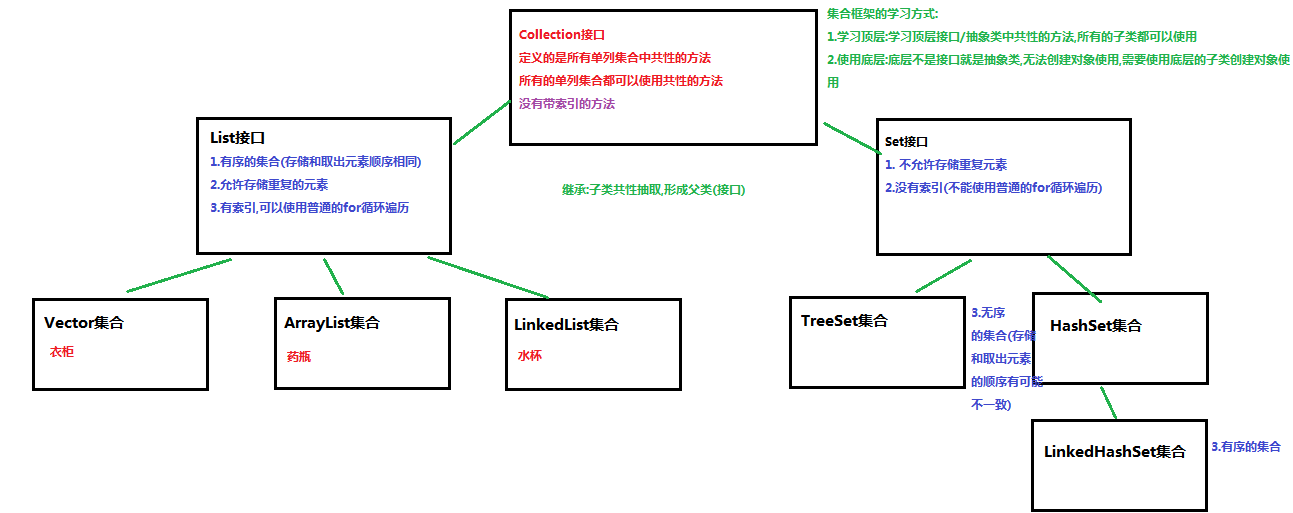 Collection接口
定义的是所有单列集合中共性的方法
所有的单列集合都可以使用共性的方法
没有带索引的方法
集合框架的学习方式:
1.学习顶层:学习顶层接口/抽象类中共性的方法,所有的子类都可以使用
2.使用底层:底层不是接口就是抽象类,无法创建对象使用,需要使用底层的子类创建对象使
用
List接口
1.有序的集合(存储和取出元素顺序相同)
2.允许存储重复的元素
3.有索引,可以使用普通的for循环遍历
继承:子类共性抽取,形成父类(接口)
Set接口
1. 不允许存储重复元素
2.没有索引(不能使用普通的for循环遍历)
Vector集合
衣柜
ArrayList集合
药瓶
LinkedList集合
水杯
TreeSet集合
3.无序
的集合(存储
和取出元素
的顺序有可能
不一致)
HashSet集合
LinkedHashSet集合
3.有序的集合